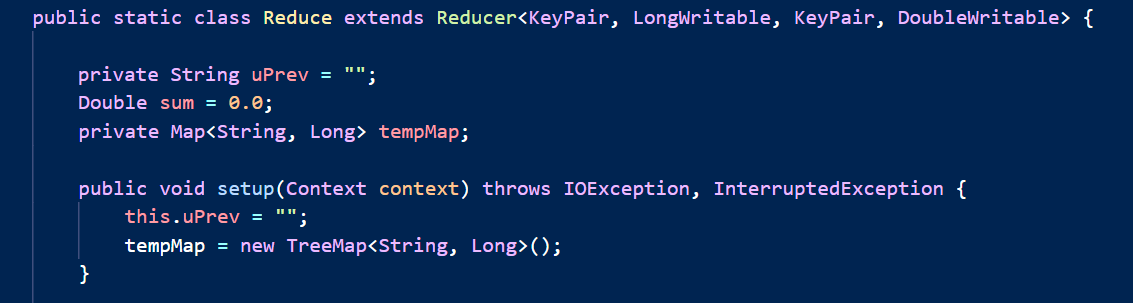 public static class Reduce extends Reducer<KeyPair, LongWritable, KeyPair, DoubleWritable> {
private String uPrev = "";
Double sum = 0.0;
private Map<String, Long> tempMap;
public void setup(Context context) throws IOException, InterruptedException {
this.uPrev = "";
tempMap = new TreeMap<String, Long>();
}